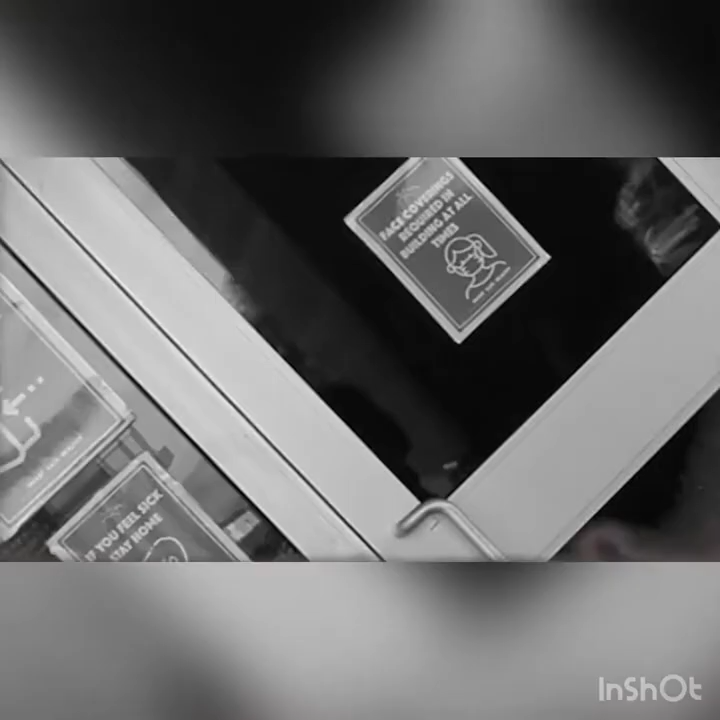 FACE COVERINGS
REQUIRED IN
BUILDING AT ALL
TIMES
IF YOU FEEL SICK
STAY HOME
InShOt